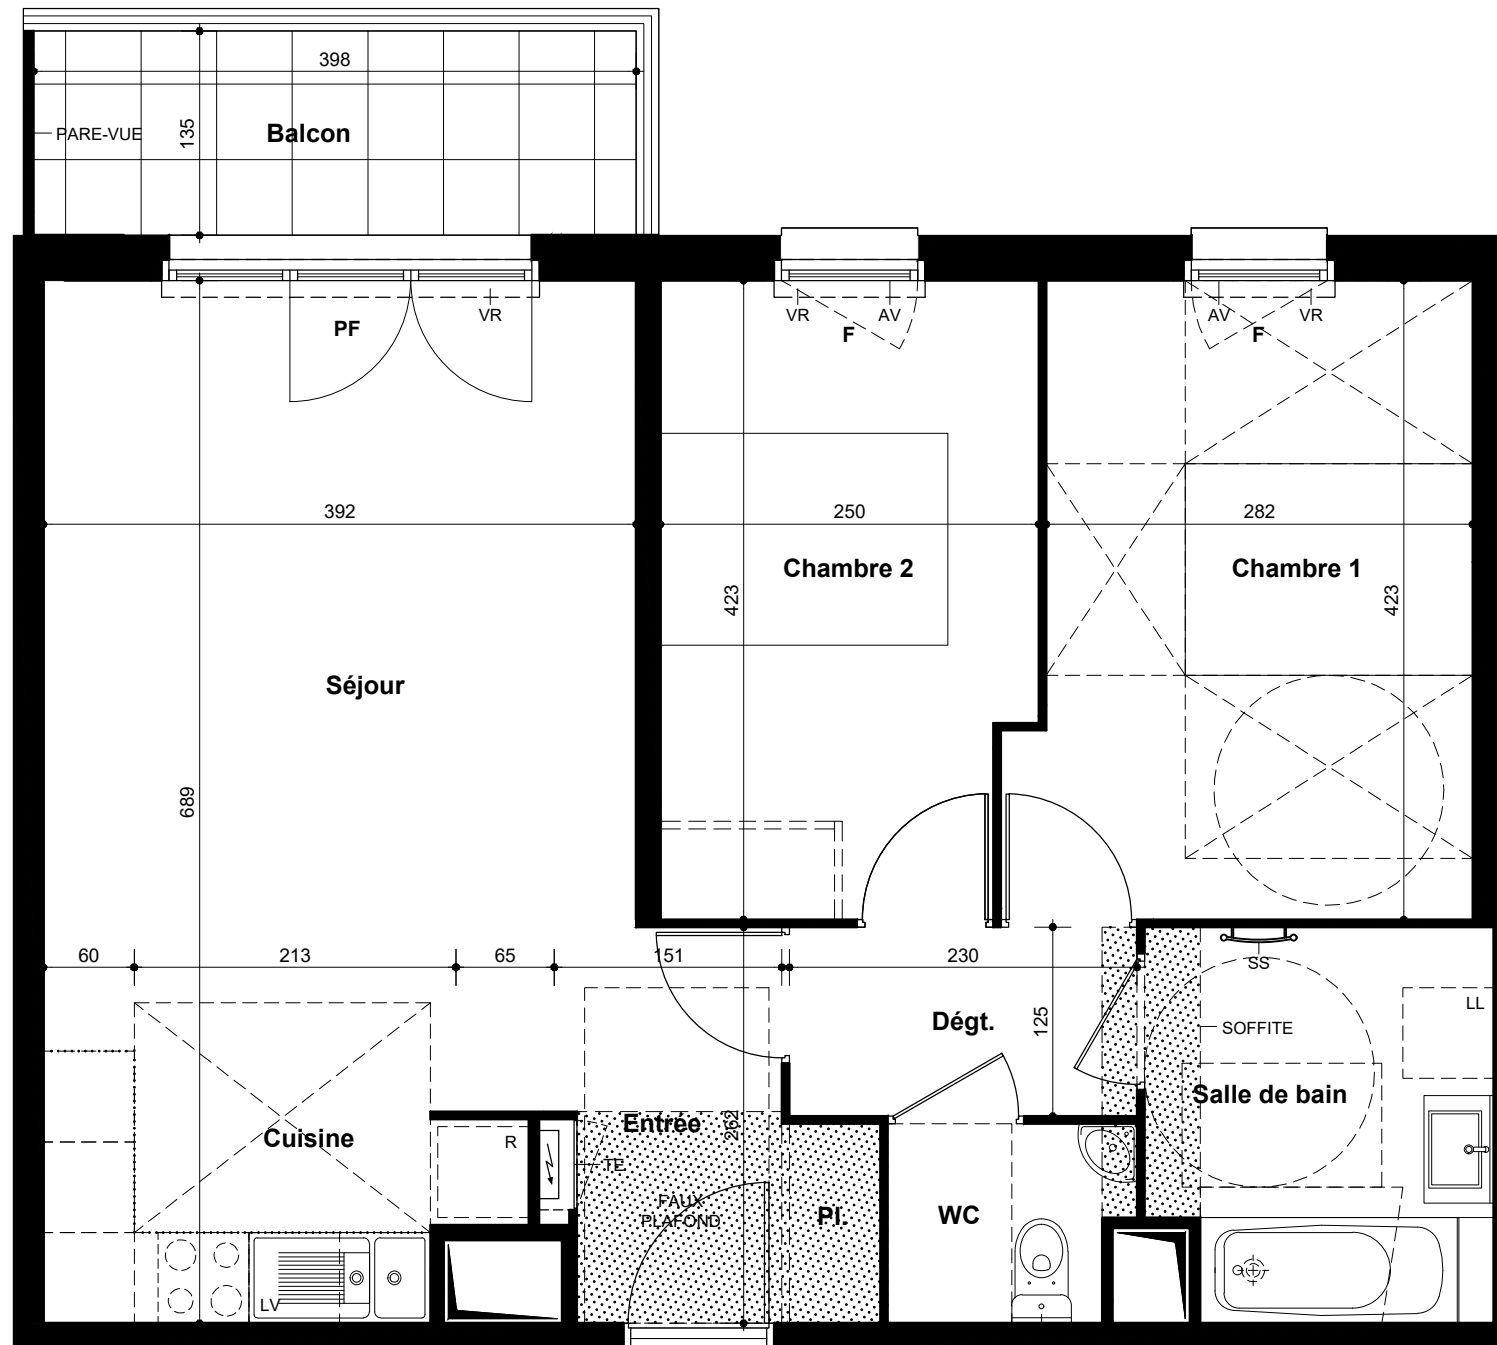 398
135
PARE-VUE
Balcon
PF
VR
VR
AV
F
AV
VR
F
392
250
282
Chambre 2
Chambre 1
423
423
Séjour
689
60
213
65
151
230
SS
LL
Dégt.
125
SOFFITE
Salle de bain
Cuisine
R
Entrée
262
TE
FAUX
PLAFOND
Pl.
WC
LV